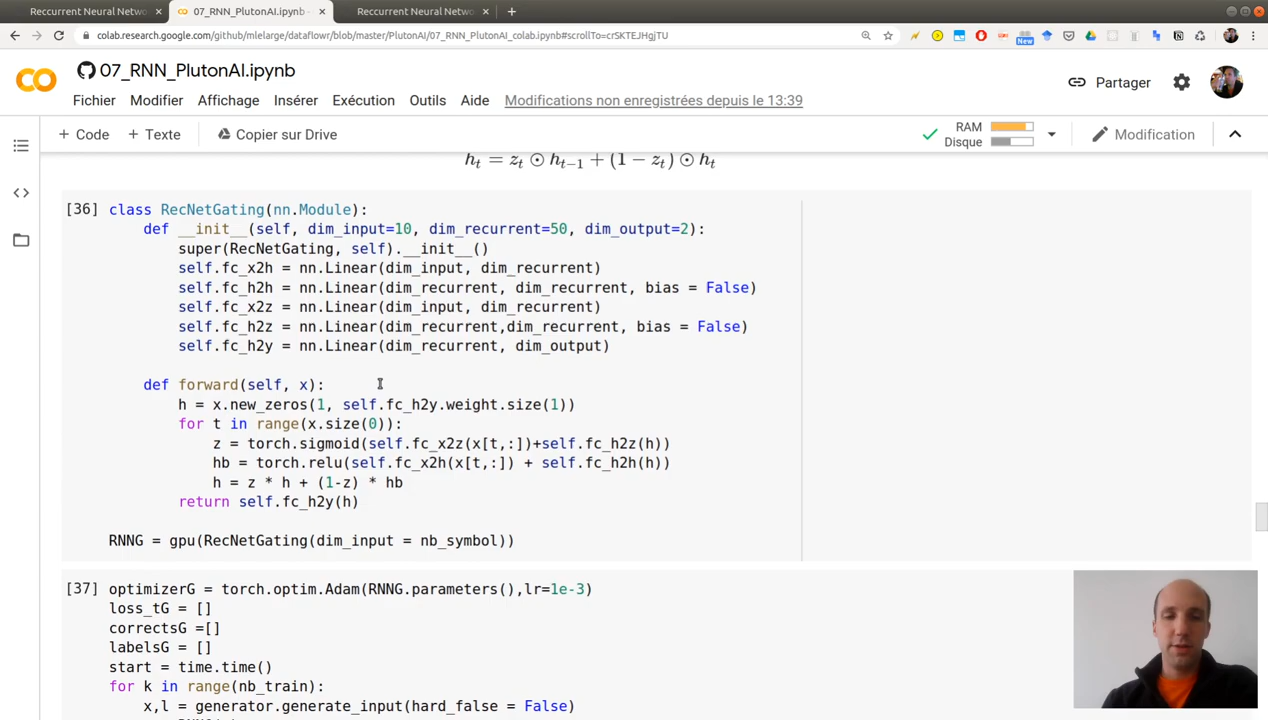 Reccurrent Neural Netwo
07_RNN_PlutonAI.ipynb -
Reccurrent Neural Netwo
colab.research.google.com/github/mlelarge/dataflowr/blob/master/PlutonAI/07_RNN_PlutonAI_colab.ipynb#scrollTo=crSKTEJHgjTU
New
07_RNN_PlutonAI.ipynb
Partager
Fichier Modifier Affichage Insérer Exécution Outils Aide Modifications non enregistrées depuis le 13:39
+ Code + Texte Copier sur Drive
RAM
Disque
Modification
h_t = z_t ⊙ h_{t−1} + (1 − z_t) ⊙ h_t
[36] class RecNetGating(nn.Module):
def __init__(self, dim_input=10, dim_recurrent=50, dim_output=2):
super(RecNetGating, self).__init__()
self.fc_x2h = nn.Linear(dim_input, dim_recurrent)
self.fc_h2h = nn.Linear(dim_recurrent, dim_recurrent, bias = False)
self.fc_x2z = nn.Linear(dim_input, dim_recurrent)
self.fc_h2z = nn.Linear(dim_recurrent,dim_recurrent, bias = False)
self.fc_h2y = nn.Linear(dim_recurrent, dim_output)
def forward(self, x):
h = x.new_zeros(1, self.fc_h2y.weight.size(1))
for t in range(x.size(0)):
z = torch.sigmoid(self.fc_x2z(x[t,:])+self.fc_h2z(h))
hb = torch.relu(self.fc_x2h(x[t,:]) + self.fc_h2h(h))
h = z * h + (1-z) * hb
return self.fc_h2y(h)
RNNG = gpu(RecNetGating(dim_input = nb_symbol))
[37] optimizerG = torch.optim.Adam(RNNG.parameters(),lr=1e-3)
loss_tG = []
correctsG =[]
labelsG = []
start = time.time()
for k in range(nb_train):
x,l = generator.generate_input(hard_false = False)